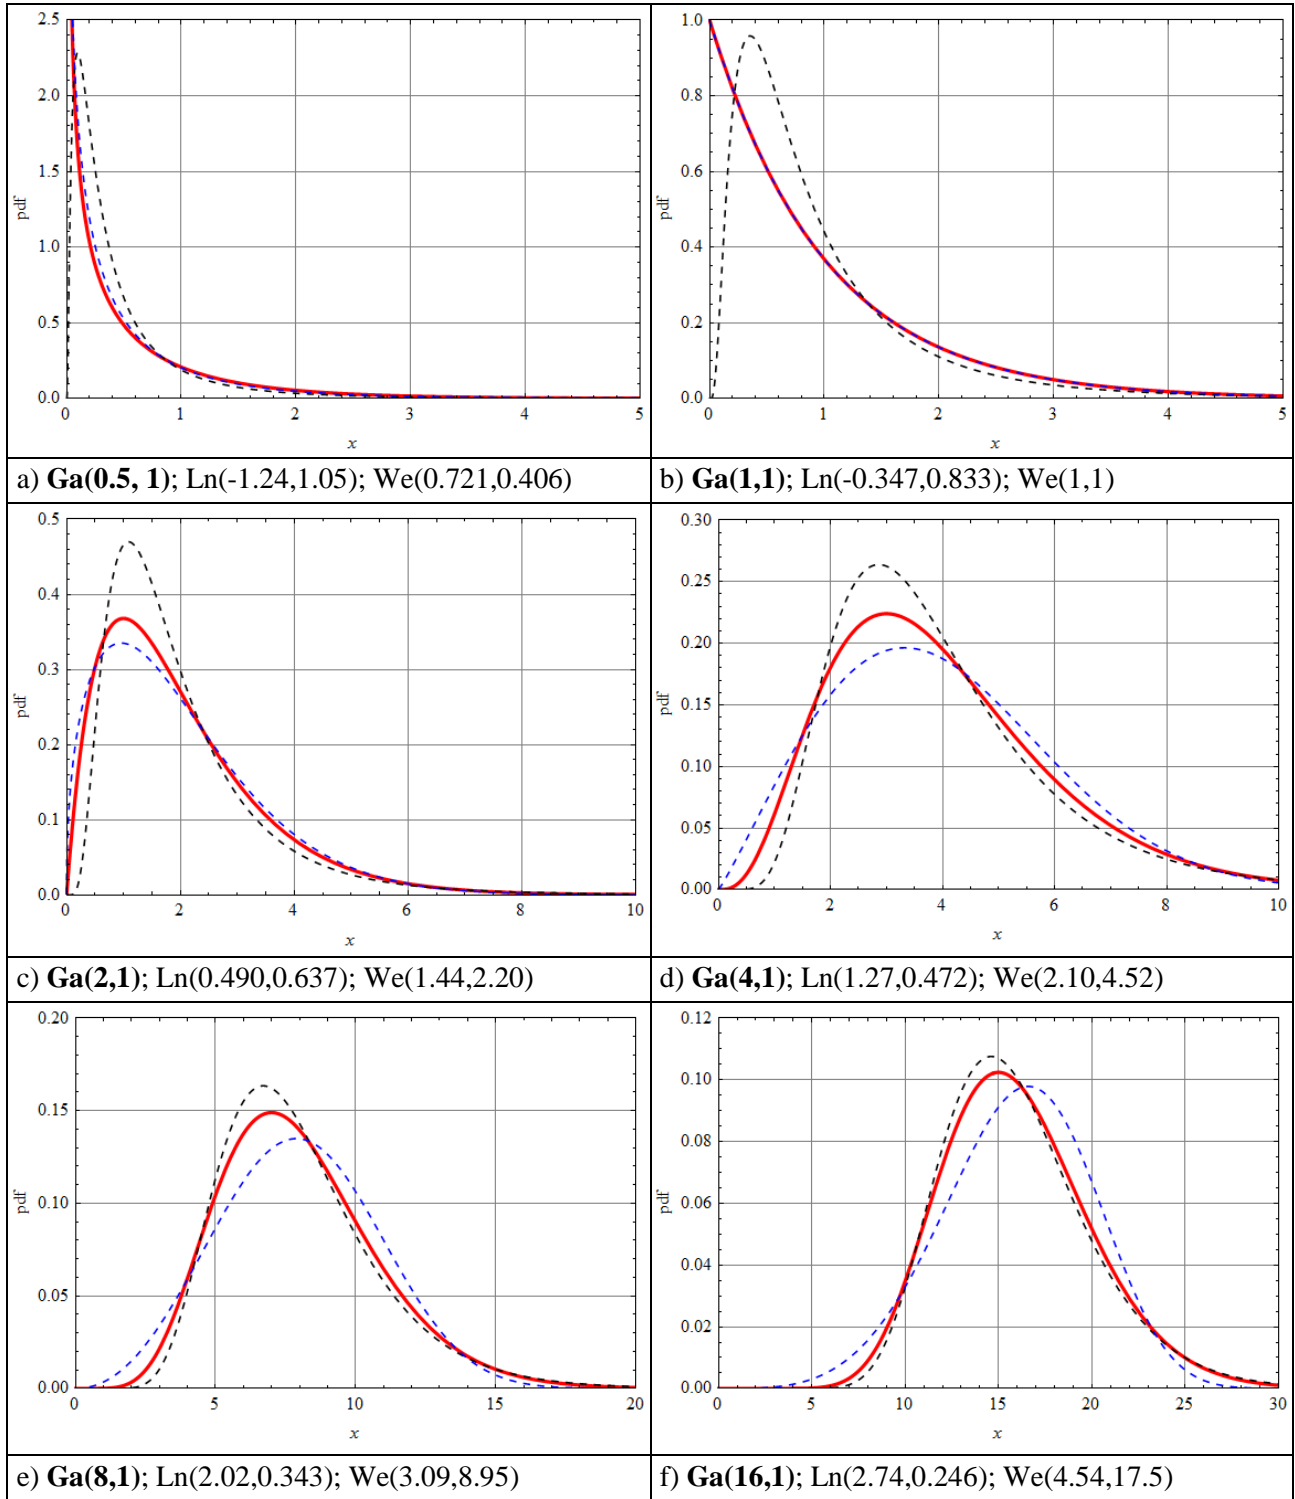 2.5
2.0
1.5
1.0
0.5
0.0
pdf
0 1 2 3 4 5
x
1.0
0.8
0.6
0.4
0.2
0.0
pdf
0 1 2 3 4 5
x
a) Ga(0.5, 1); Ln(-1.24,1.05); We(0.721,0.406)
b) Ga(1,1); Ln(-0.347,0.833); We(1,1)
0.5
0.4
0.3
0.2
0.1
0.0
pdf
0 2 4 6 8 10
x
0.30
0.25
0.20
0.15
0.10
0.05
0.00
pdf
0 2 4 6 8 10
x
c) Ga(2,1); Ln(0.490,0.637); We(1.44,2.20)
d) Ga(4,1); Ln(1.27,0.472); We(2.10,4.52)
0.20
0.15
0.10
0.05
0.00
pdf
0 5 10 15 20
x
0.12
0.10
0.08
0.06
0.04
0.02
0.00
pdf
0 5 10 15 20 25 30
x
e) Ga(8,1); Ln(2.02,0.343); We(3.09,8.95)
f) Ga(16,1); Ln(2.74,0.246); We(4.54,17.5)